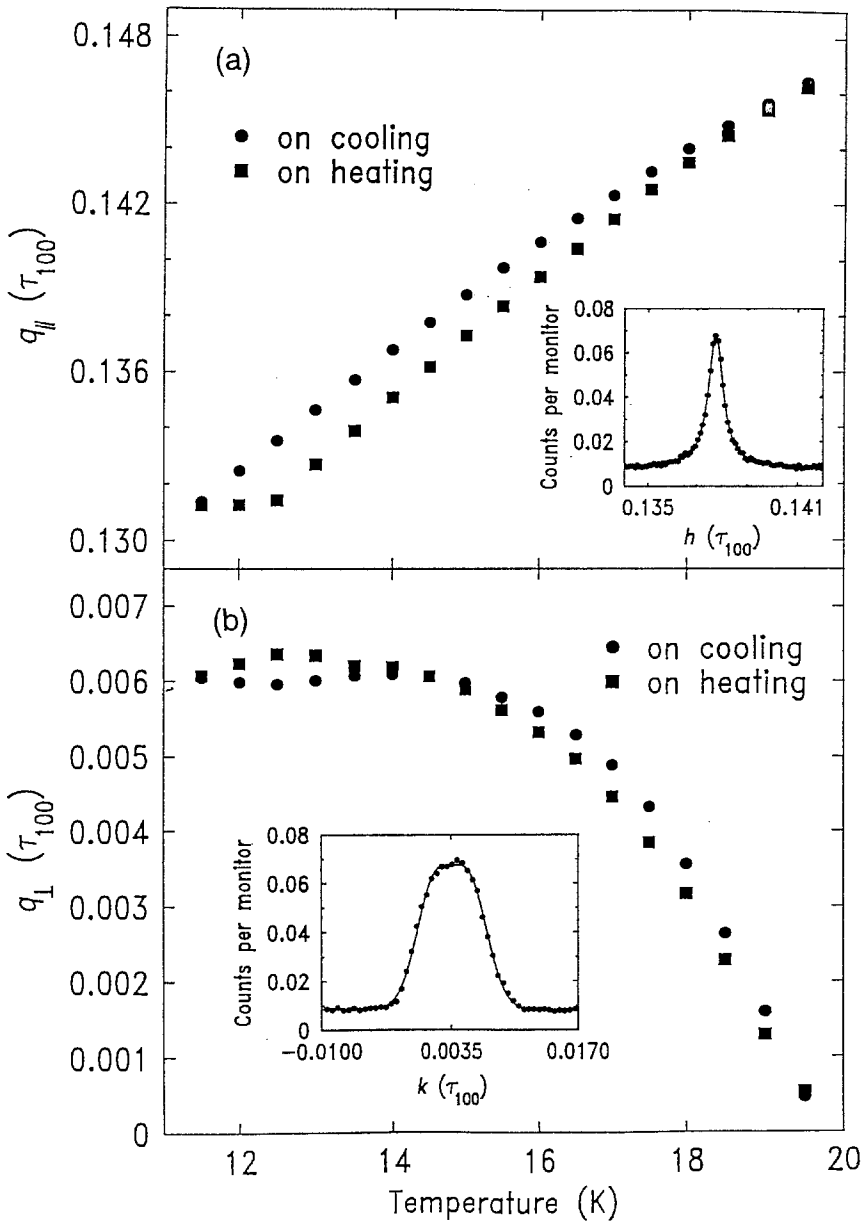 0.148
(a)
● on cooling
■ on heating
0.142
q// (τ100)
0.136
0.130
Counts per monitor
0.08
0.06
0.04
0.02
0
0.135
0.141
h (τ100)
0.007
(b)
● on cooling
■ on heating
0.006
0.005
q⊥ (τ100)
0.004
0.003
0.002
0.001
0
Counts per monitor
0.08
0.06
0.04
0.02
0
−0.0100
0.0035
0.0170
k (τ100)
12
14
16
18
20
Temperature (K)